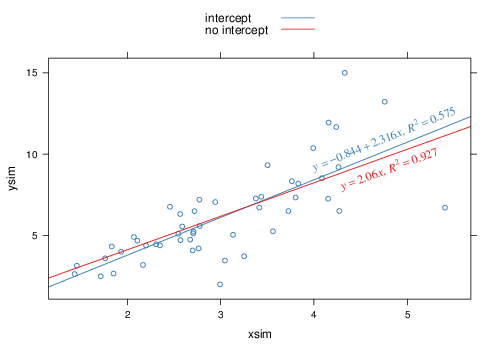 intercept
no intercept
15
10
5
ysim
y = −0.844 + 2.316x, R² = 0.575
y = 2.06x, R² = 0.927
2 3 4 5
xsim